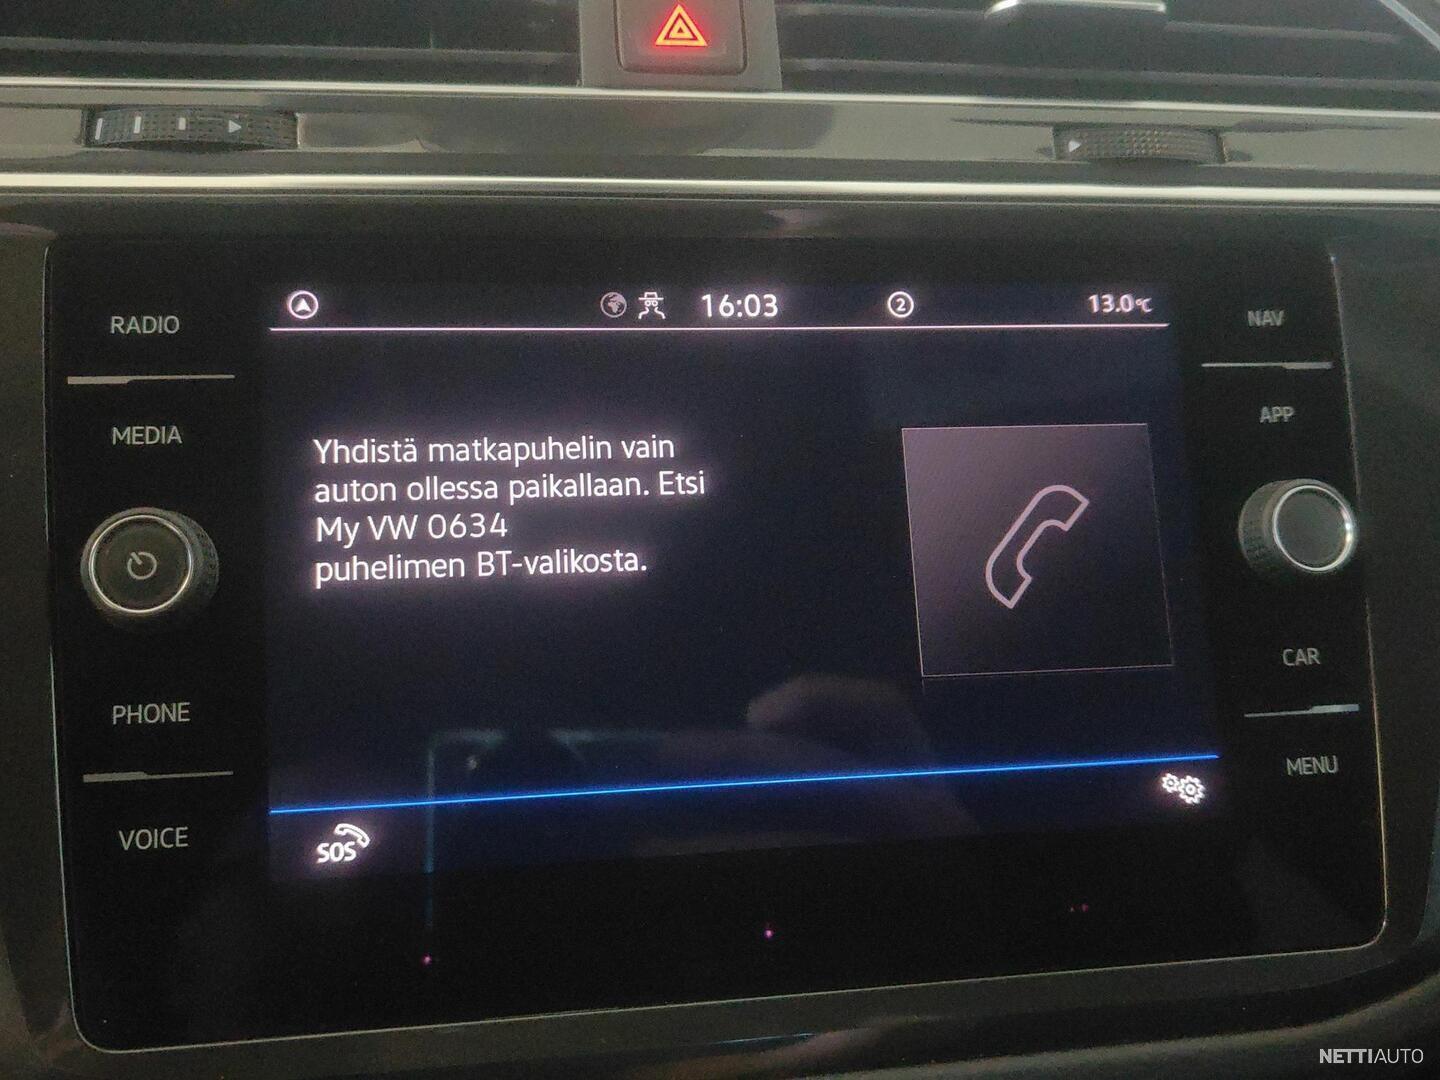 16:03
2
13.0°C
RADIO
NAV
MEDIA
APP
Yhdistä matkapuhelin vain
auton ollessa paikallaan. Etsi
My VW 0634
puhelimen BT-valikosta.
PHONE
CAR
VOICE
MENU
SOS
NETTIAUTO